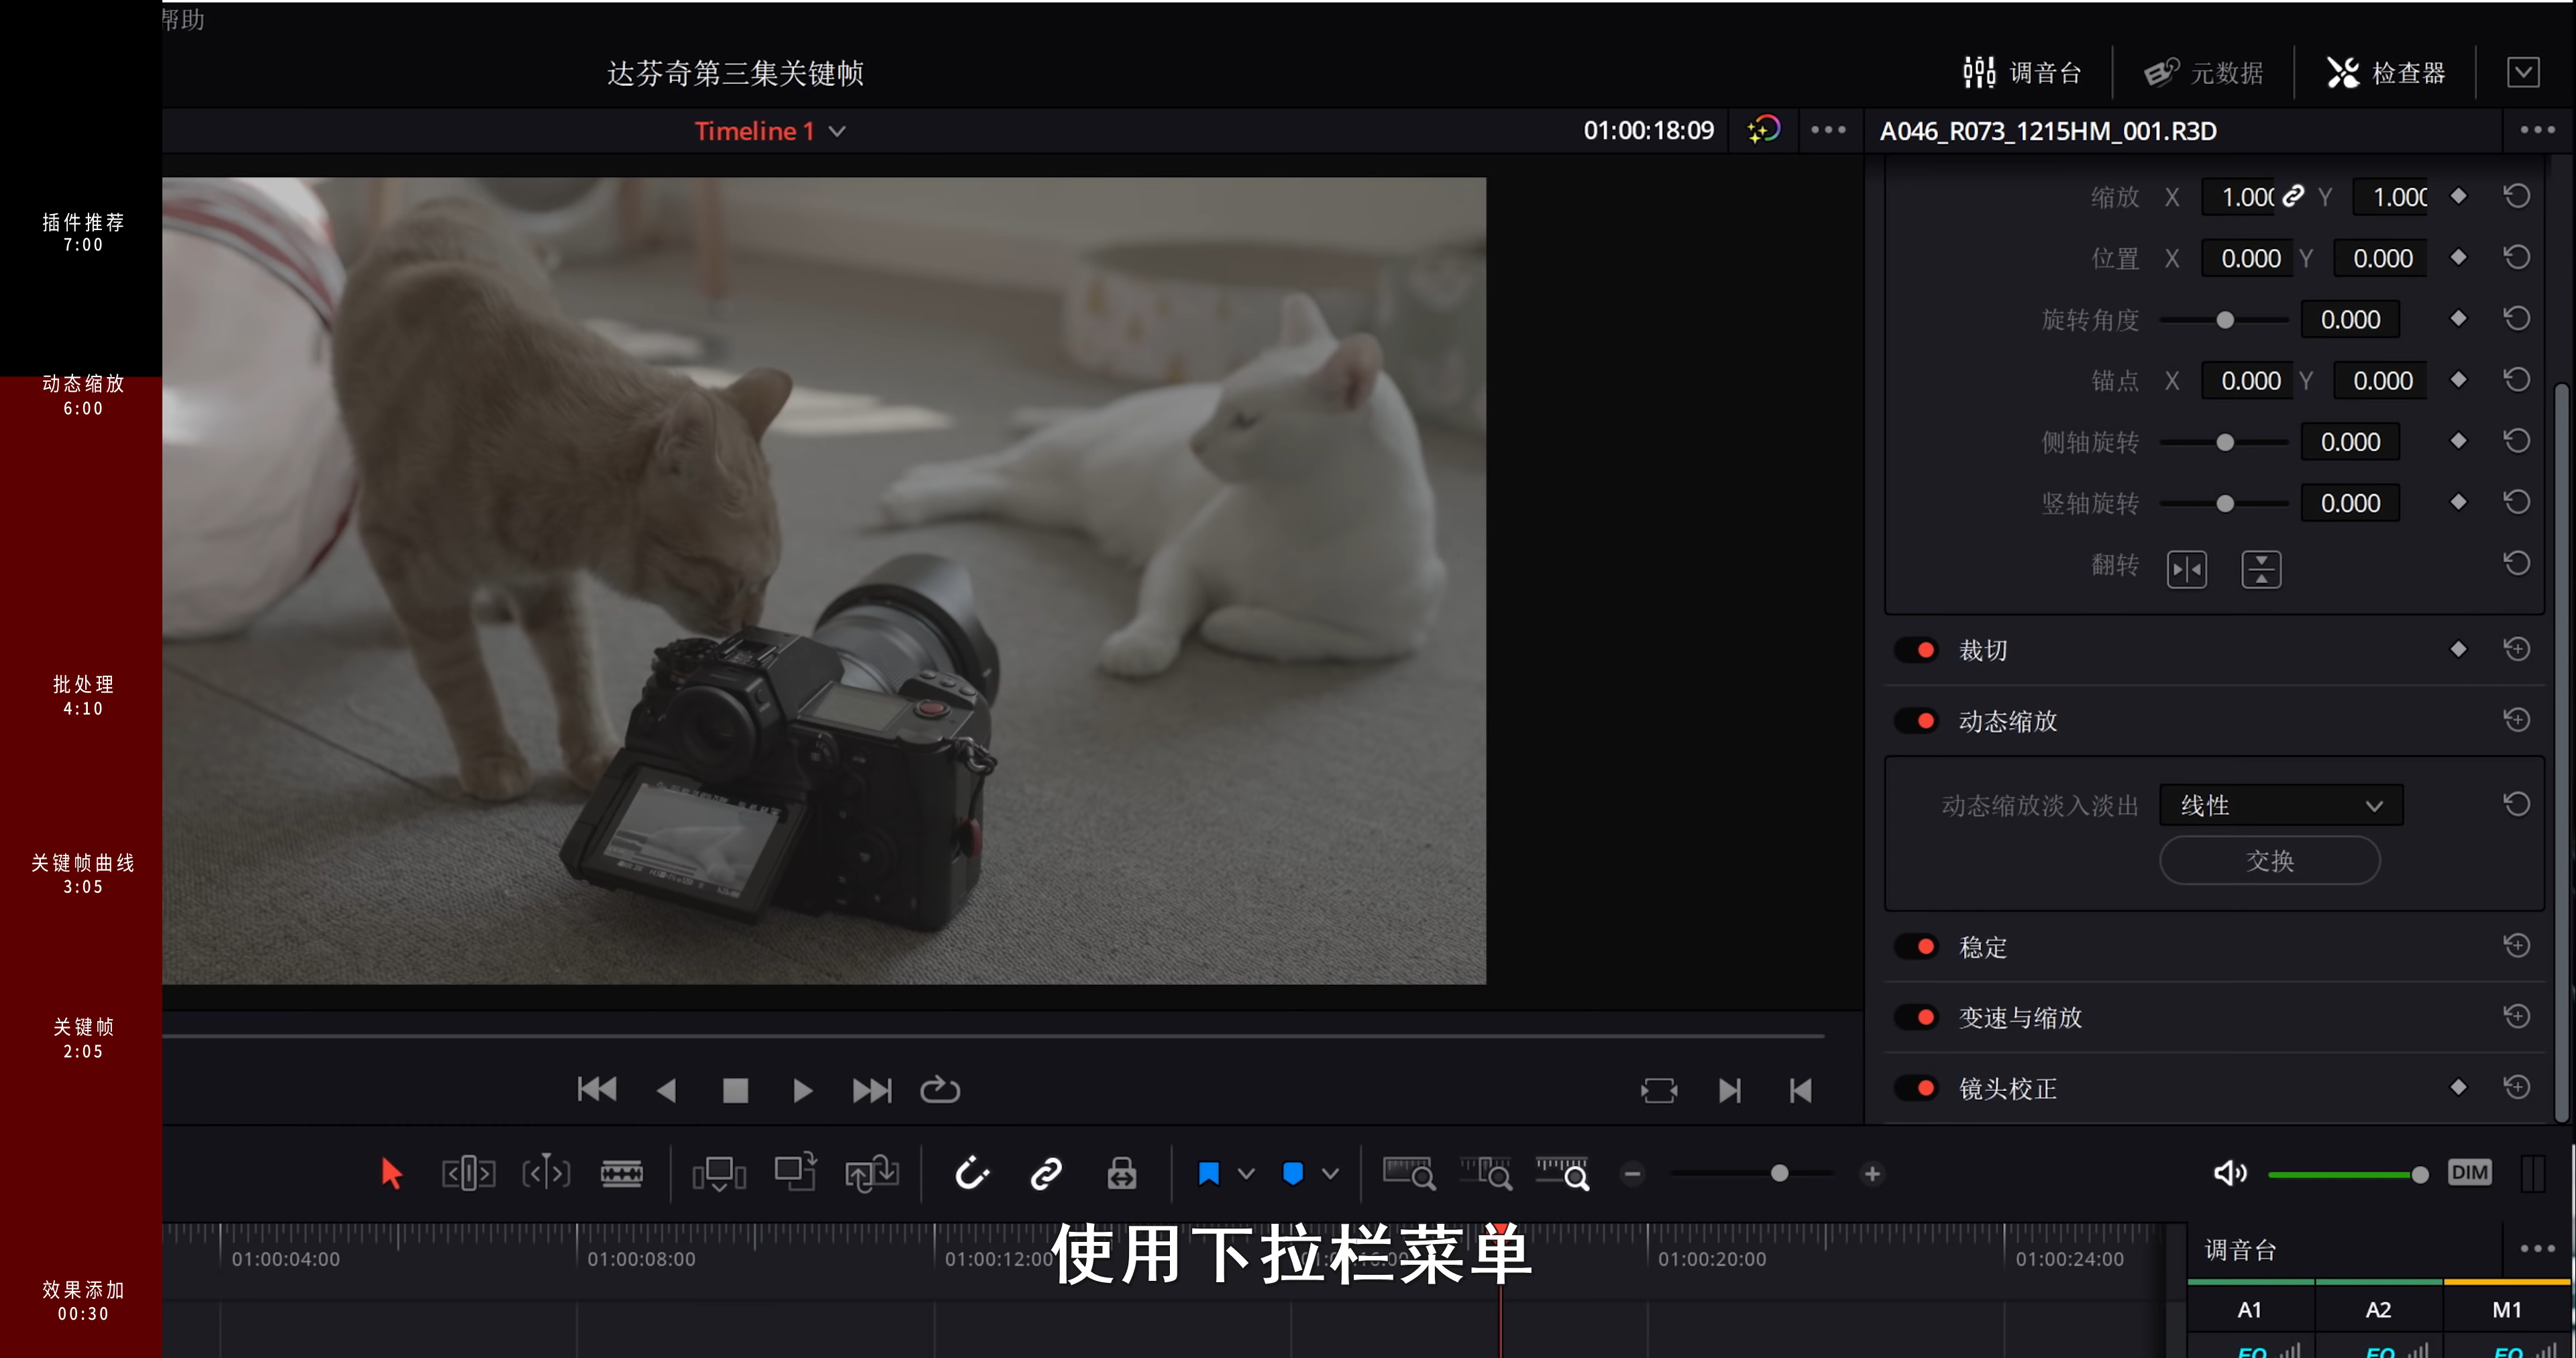 帮助
达芬奇第三集关键帧
调音台
元数据
检查器
Timeline 1
01:00:18:09
A046_R073_1215HM_001.R3D
插件推荐
7:00
动态缩放
6:00
批处理
4:10
关键帧曲线
3:05
关键帧
2:05
效果添加
00:30
缩放 X 1.000 Y 1.000
位置 X 0.000 Y 0.000
旋转角度 0.000
锚点 X 0.000 Y 0.000
侧轴旋转 0.000
竖轴旋转 0.000
翻转
裁切
动态缩放
动态缩放淡入淡出 线性
交换
稳定
变速与缩放
镜头校正
DIM
01:00:04:00 01:00:08:00 01:00:12:00 01:00:20:00 01:00:24:00
使用下拉栏菜单
调音台
A1 A2 M1
EQ EQ EQ